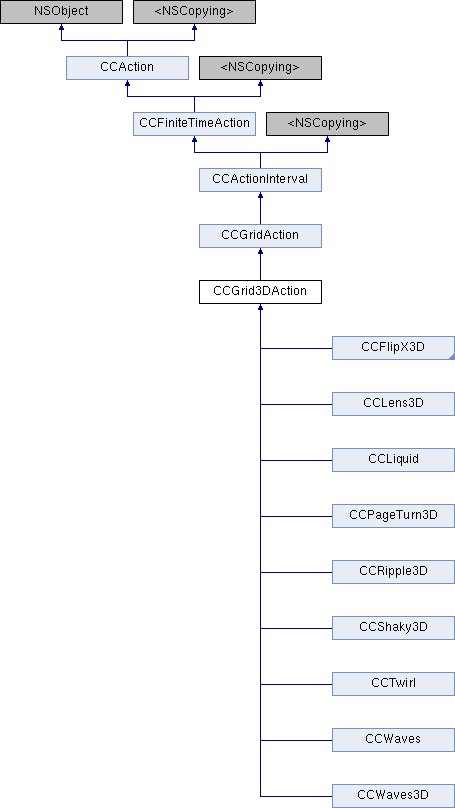 NSObject <NSCopying>
CCAction <NSCopying>
CCFiniteTimeAction <NSCopying>
CCActionInterval
CCGridAction
CCGrid3DAction
CCFlipX3D
CCLens3D
CCLiquid
CCPageTurn3D
CCRipple3D
CCShaky3D
CCTwirl
CCWaves
CCWaves3D